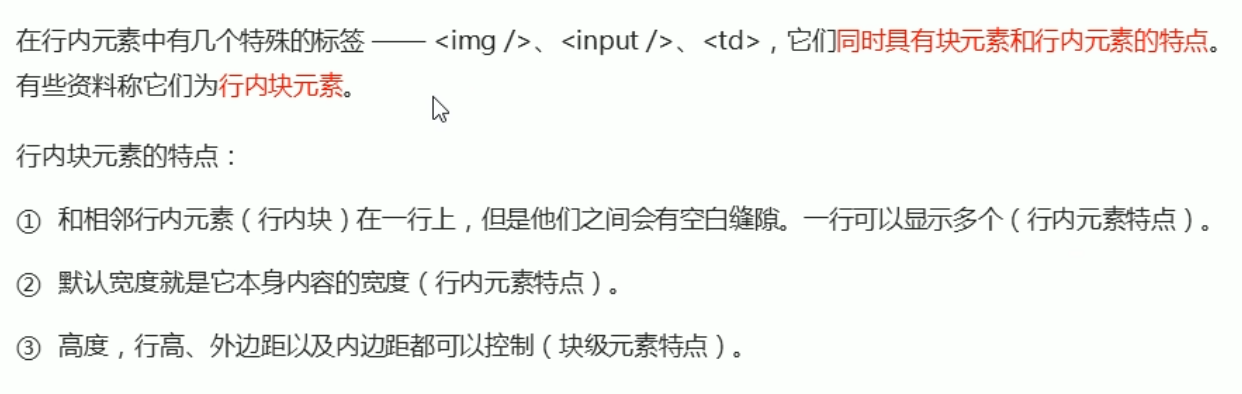 在行内元素中有几个特殊的标签 —— <img />、<input />、<td>，它们同时具有块元素和行内元素的特点。
有些资料称它们为行内块元素。
行内块元素的特点：
① 和相邻行内元素（行内块）在一行上，但是他们之间会有空白缝隙。一行可以显示多个（行内元素特点）。
② 默认宽度就是它本身内容的宽度（行内元素特点）。
③ 高度，行高、外边距以及内边距都可以控制（块级元素特点）。